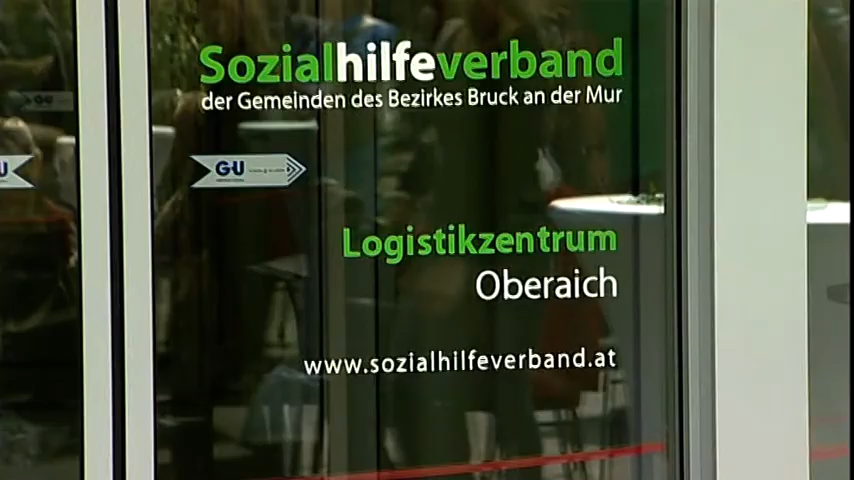 Sozialhilfeverband
der Gemeinden des Bezirkes Bruck an der Mur
G-U
Logistikzentrum
Oberaich
www.sozialhilfeverband.at